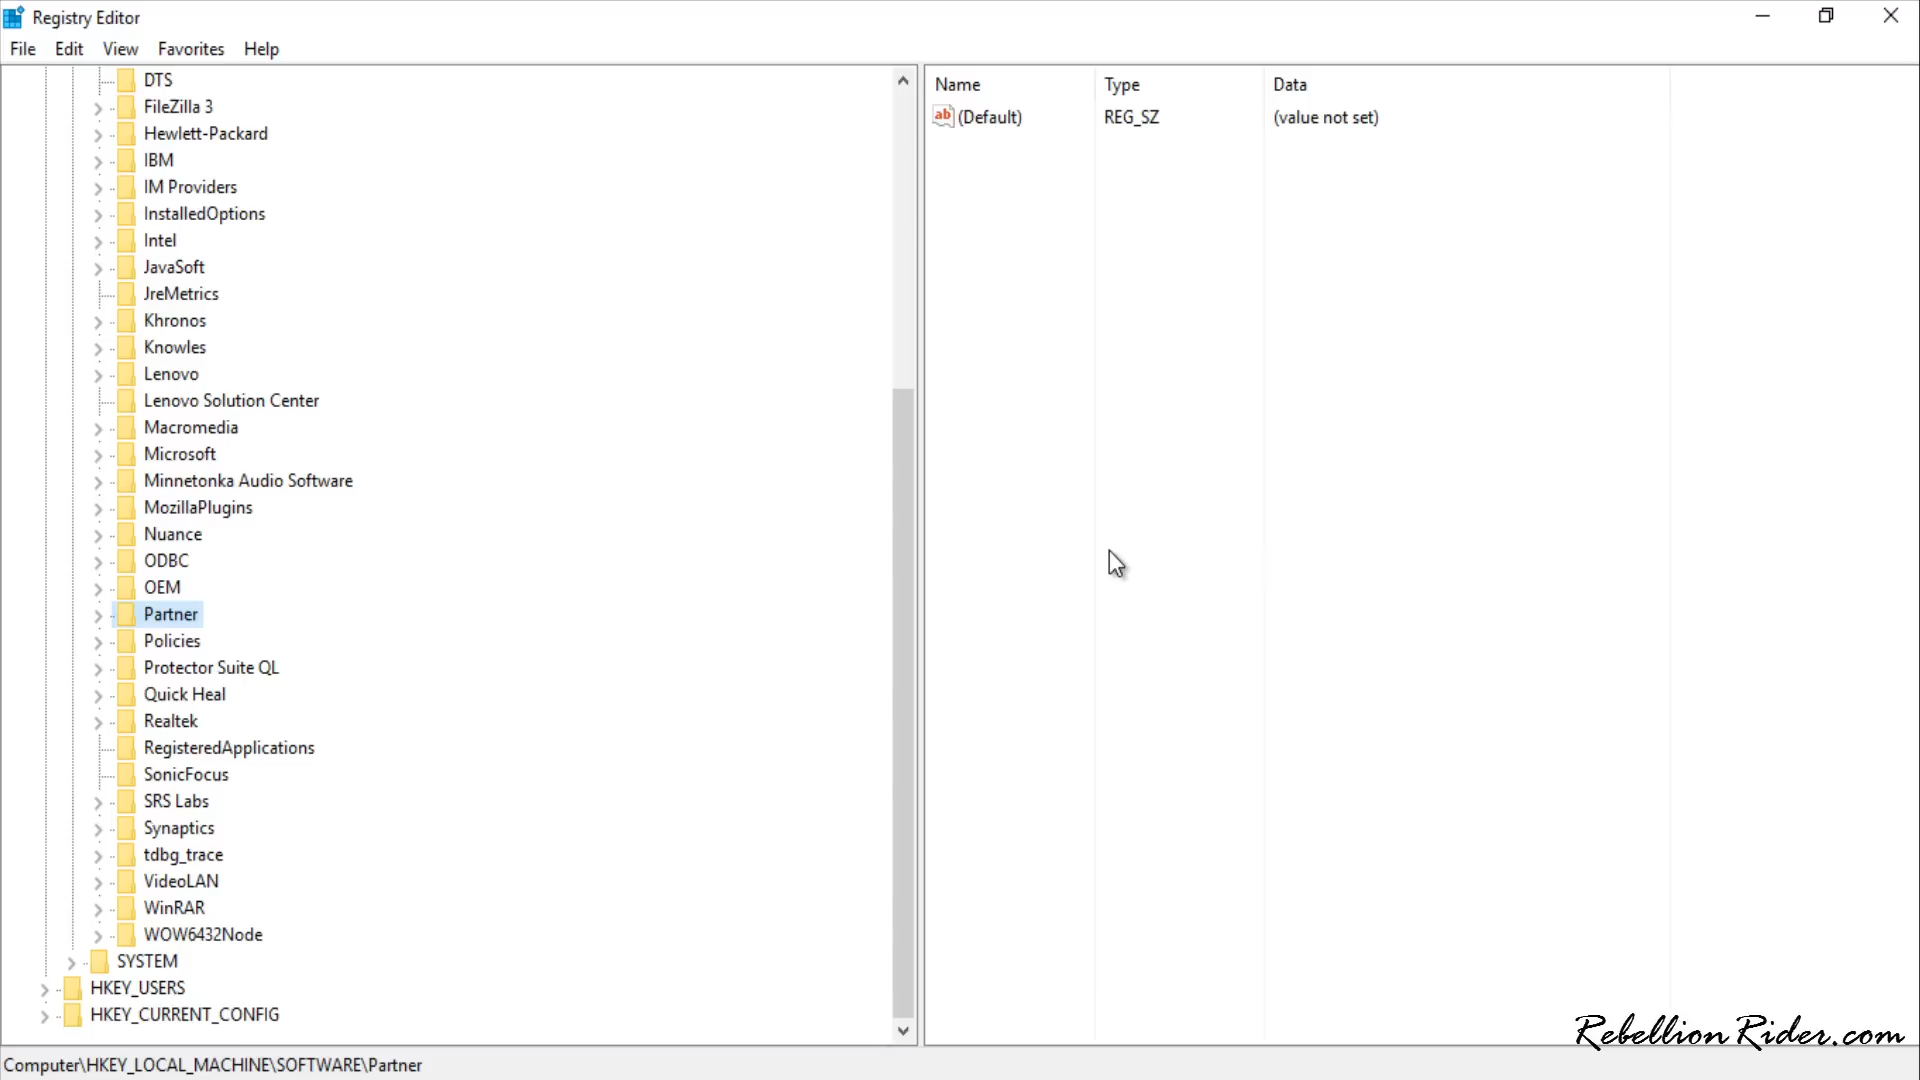 Registry Editor
File Edit View Favorites Help
DTS
FileZilla 3
Hewlett-Packard
IBM
IM Providers
InstalledOptions
Intel
JavaSoft
JreMetrics
Khronos
Knowles
Lenovo
Lenovo Solution Center
Macromedia
Microsoft
Minnetonka Audio Software
MozillaPlugins
Nuance
ODBC
OEM
Partner
Policies
Protector Suite QL
Quick Heal
Realtek
RegisteredApplications
SonicFocus
SRS Labs
Synaptics
tdbg_trace
VideoLAN
WinRAR
WOW6432Node
SYSTEM
HKEY_USERS
HKEY_CURRENT_CONFIG
Name Type Data
ab (Default) REG_SZ (value not set)
Rebellion Rider.com
Computer\HKEY_LOCAL_MACHINE\SOFTWARE\Partner